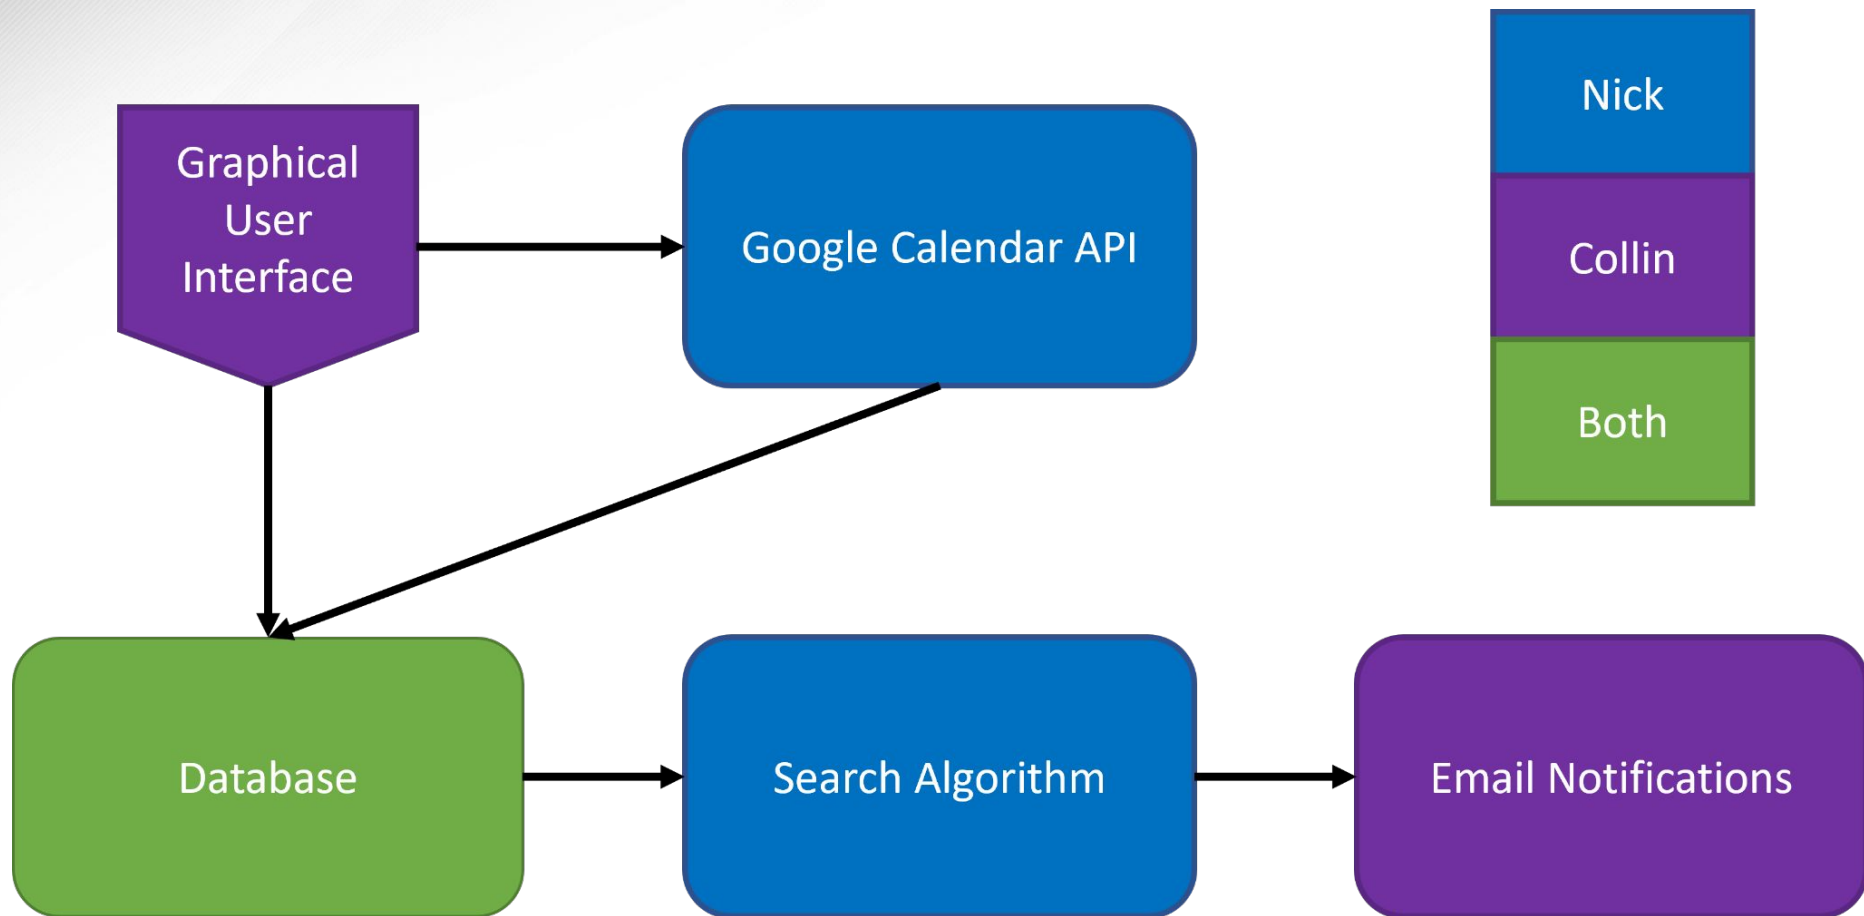 Graphical
User
Interface
Google Calendar API
Nick
Collin
Both
Database
Search Algorithm
Email Notifications